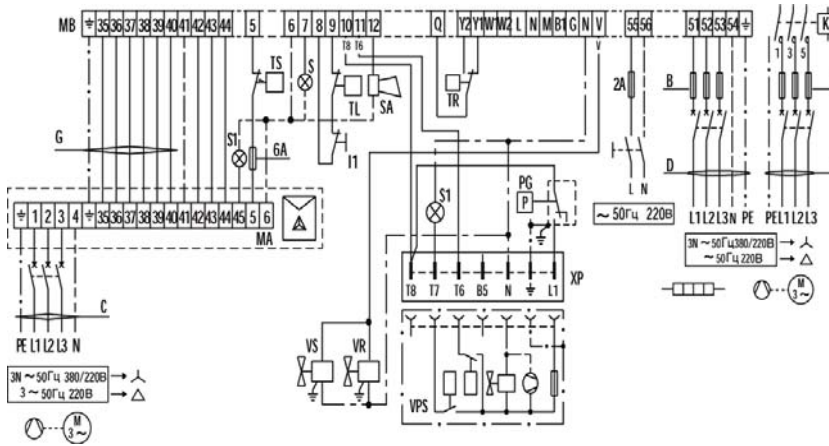 MB ⏚ 35 36 37 38 39 40 41 42 43 44 5 6 7 8 9 10 11 12 Q Y2 Y1 W1 W2 L N M B1 G N V 55 56 51 52 53 54 ⏚
T8 T6 V
K
1 3 5
TS S TL SA TR 2A B
G S1 6A I1 D
L N
~ 50Гц 220В
L1 L2 L3 N PE PE L1 L2 L3
3N ~ 50Гц 380/220В → 人
~ 50Гц 220В → △
M
3~
⏚ 1 2 3 4 ⏚ 35 36 37 38 39 40 41 42 43 44 45 5 6
MA
S1 PG P
XP
T8 T7 T6 B5 N ⏚ L1
C
PE L1 L2 L3 N
VS VR VPS
3N ~ 50Гц 380/220В → 人
3 ~ 50Гц 220В → △
M
3~